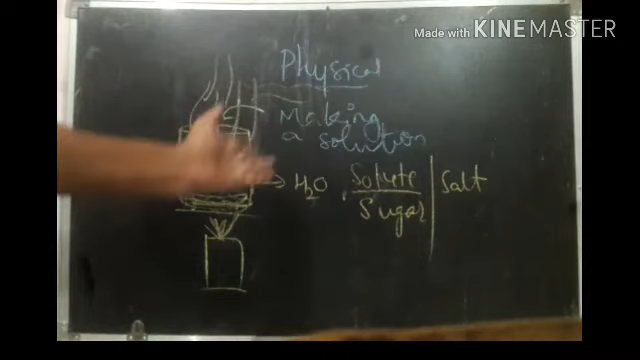 Made with KINEMASTER
Physical
Making
a solution
H₂O
Solute
Sugar
Salt